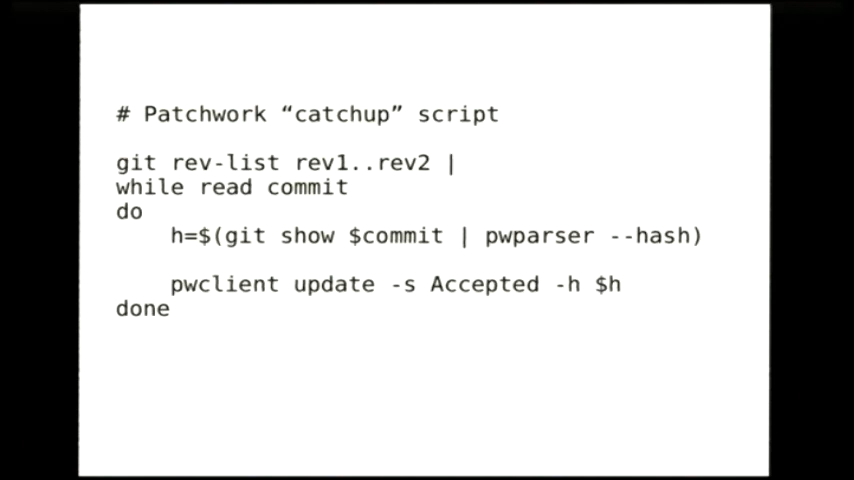 # Patchwork “catchup” script
git rev-list rev1..rev2 |
while read commit
do
h=$(git show $commit | pwparser --hash)
pwclient update -s Accepted -h $h
done